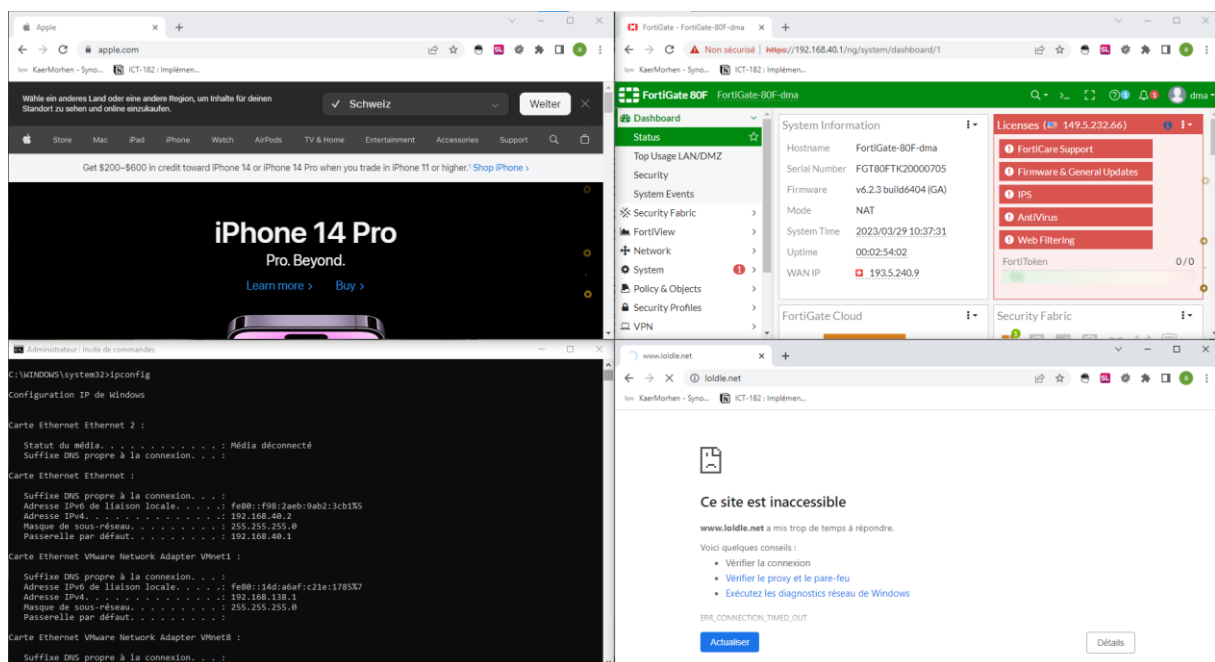 Apple
apple.com
KaerMorhen - Syno...
ICT-182 : Implémen...
Wähle ein anderes Land oder eine andere Region, um Inhalte für deinen
Standort zu sehen und online einzukaufen.
Schweiz
Weiter
Store Mac iPad iPhone Watch AirPods TV & Home Entertainment Accessories Support
Get $200–$600 in credit toward iPhone 14 or iPhone 14 Pro when you trade in iPhone 11 or higher.¹ Shop iPhone >
iPhone 14 Pro
Pro. Beyond.
Learn more > Buy >
FortiGate - FortiGate-80F-dma
Non sécurisé | https://192.168.40.1/ng/system/dashboard/1
KaerMorhen - Syno...
ICT-182 : Implémen...
FortiGate 80F FortiGate-80F-dma
dma
Dashboard
Status
Top Usage LAN/DMZ
Security
System Events
Security Fabric
FortiView
Network
System 1
Policy & Objects
Security Profiles
VPN
System Information
Hostname FortiGate-80F-dma
Serial Number FGT80FTK20000705
Firmware v6.2.3 build6404 (GA)
Mode NAT
System Time 2023/03/29 10:37:31
Uptime 00:02:54:02
WAN IP 193.5.240.9
Licenses (149.5.232.66)
FortiCare Support
Firmware & General Updates
IPS
AntiVirus
Web Filtering
FortiToken 0/0
FortiGate Cloud
Security Fabric
Administrateur : Invite de commandes
C:\WINDOWS\system32>ipconfig
Configuration IP de Windows
Carte Ethernet Ethernet 2 :
Statut du média. . . . . . . . . . . . : Média déconnecté
Suffixe DNS propre à la connexion. . . :
Carte Ethernet Ethernet :
Suffixe DNS propre à la connexion. . . :
Adresse IPv6 de liaison locale. . . . .: fe80::f98:2aeb:9ab2:3cb1%5
Adresse IPv4. . . . . . . . . . . . . .: 192.168.40.2
Masque de sous-réseau. . . . . . . . . : 255.255.255.0
Passerelle par défaut. . . . . . . . . : 192.168.40.1
Carte Ethernet VMware Network Adapter VMnet1 :
Suffixe DNS propre à la connexion. . . :
Adresse IPv6 de liaison locale. . . . .: fe80::14d:a6af:c21e:1785%7
Adresse IPv4. . . . . . . . . . . . . .: 192.168.138.1
Masque de sous-réseau. . . . . . . . . : 255.255.255.0
Passerelle par défaut. . . . . . . . . :
Carte Ethernet VMware Network Adapter VMnet8 :
Suffixe DNS propre à la connexion. . . :
www.loldle.net
loldle.net
KaerMorhen - Syno...
ICT-182 : Implémen...
Ce site est inaccessible
www.loldle.net a mis trop de temps à répondre.
Voici quelques conseils :
• Vérifier la connexion
• Vérifier le proxy et le pare-feu
• Exécutez les diagnostics réseau de Windows
ERR_CONNECTION_TIMED_OUT
Actualiser
Détails